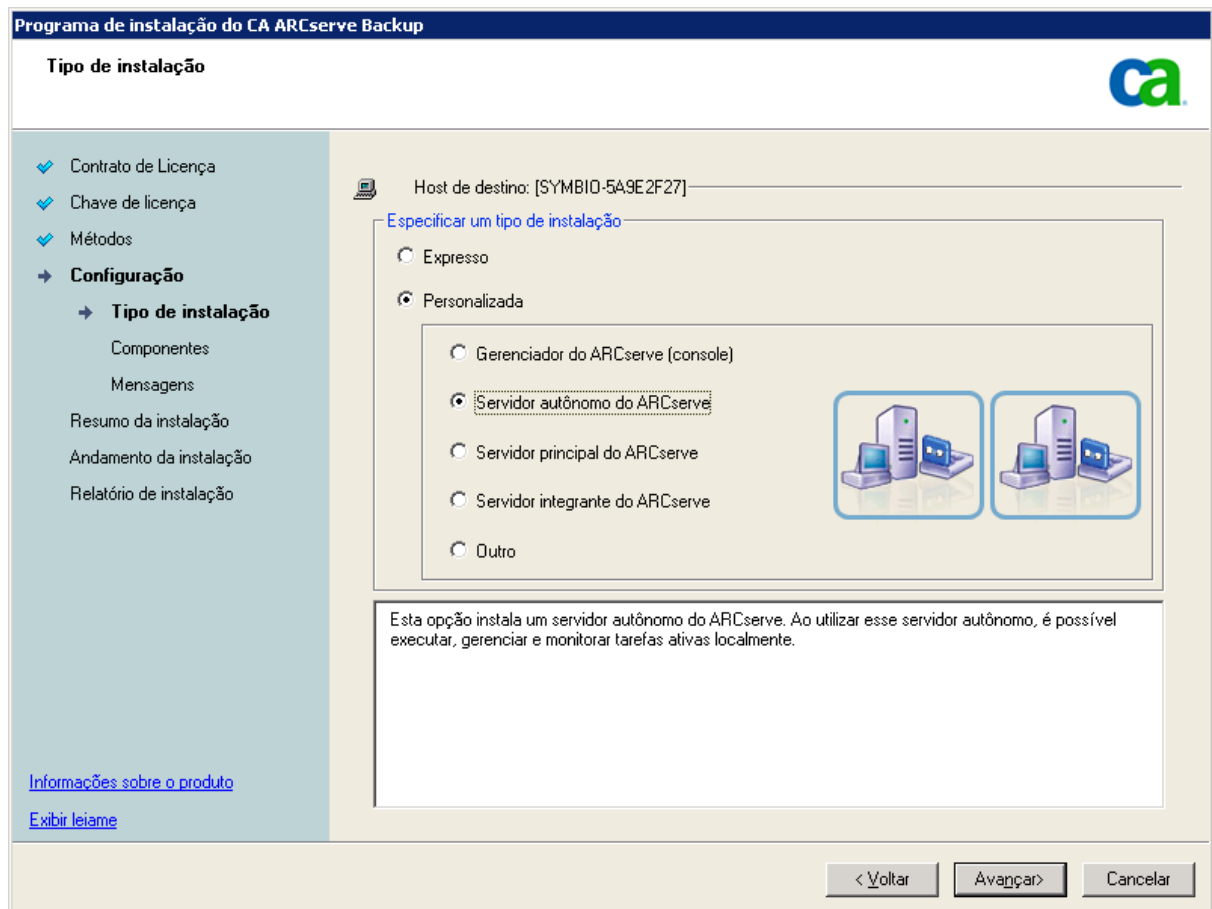 Programa de instalação do CA ARCserve Backup
Tipo de instalação
ca
Contrato de Licença
Chave de licença
Métodos
Configuração
Tipo de instalação
Componentes
Mensagens
Resumo da instalação
Andamento da instalação
Relatório de instalação
Informações sobre o produto
Exibir leiame
Host de destino: [SYMBIO-5A9E2F27]
Especificar um tipo de instalação
Expresso
Personalizada
Gerenciador do ARCserve (console)
Servidor autônomo do ARCserve
Servidor principal do ARCserve
Servidor integrante do ARCserve
Outro
Esta opção instala um servidor autônomo do ARCserve. Ao utilizar esse servidor autônomo, é possível
executar, gerenciar e monitorar tarefas ativas localmente.
< Voltar
Avançar>
Cancelar